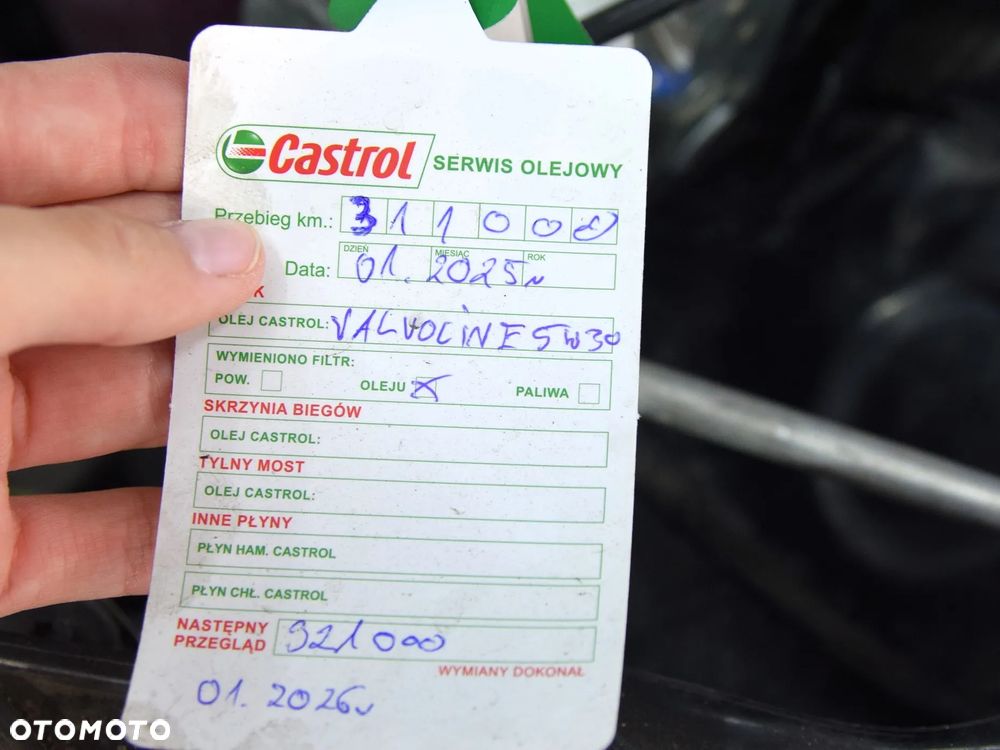 Castrol SERWIS OLEJOWY
Przebieg km.: 311000
DZIEŃ MIESIĄC ROK
Data: 01. 2025r
K
OLEJ CASTROL: VALVOLINE 5W30
WYMIENIONO FILTR:
POW. OLEJU X PALIWA
SKRZYNIA BIEGÓW
OLEJ CASTROL:
TYLNY MOST
OLEJ CASTROL:
INNE PŁYNY
PŁYN HAM. CASTROL
PŁYN CHŁ. CASTROL
NASTĘPNY
PRZEGLĄD 321000
WYMIANY DOKONAŁ
01. 2026r
OTOMOTO